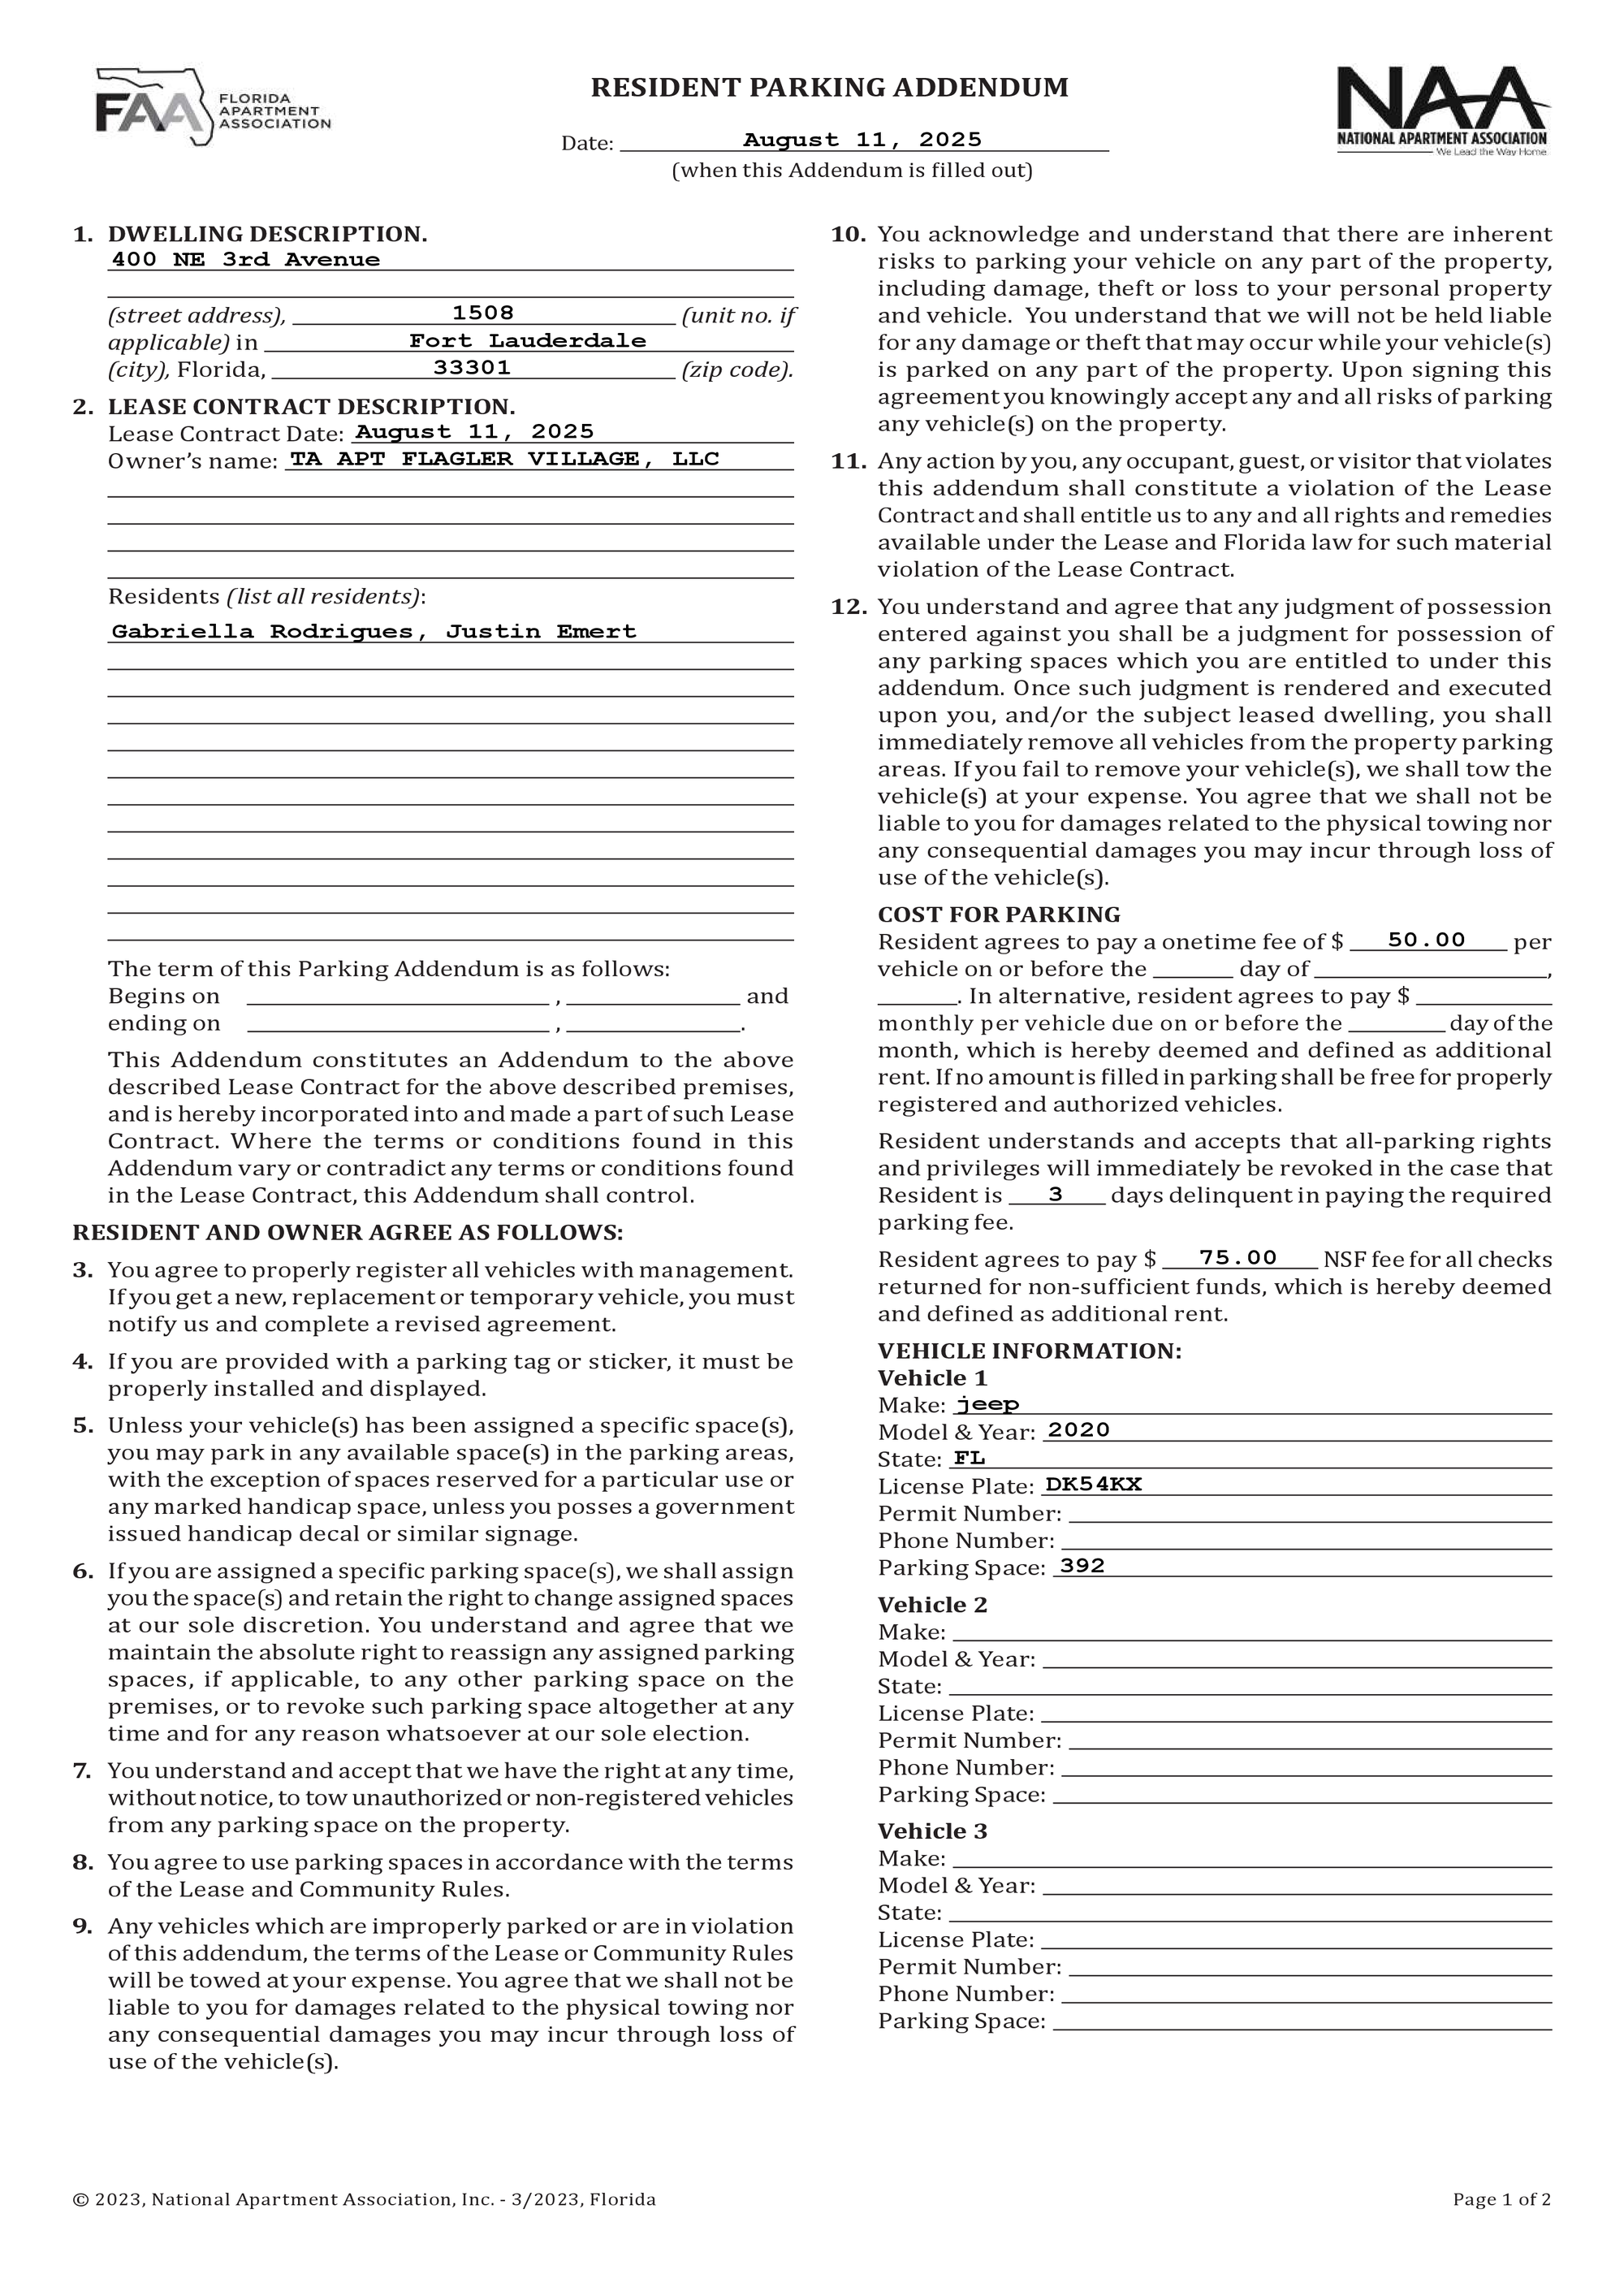 FAA FLORIDA
APARTMENT
ASSOCIATION
RESIDENT PARKING ADDENDUM
Date: August 11, 2025
(when this Addendum is filled out)
NAA
NATIONAL APARTMENT ASSOCIATION
We Lead the Way Home
1. DWELLING DESCRIPTION.
400 NE 3rd Avenue
(street address), 1508 (unit no. if
applicable) in Fort Lauderdale
(city), Florida, 33301 (zip code).
2. LEASE CONTRACT DESCRIPTION.
Lease Contract Date: August 11, 2025
Owner’s name: TA APT FLAGLER VILLAGE, LLC
Residents (list all residents):
Gabriella Rodrigues, Justin Emert
The term of this Parking Addendum is as follows:
Begins on ____ , ____ and
ending on ____ , ____.
This Addendum constitutes an Addendum to the above
described Lease Contract for the above described premises,
and is hereby incorporated into and made a part of such Lease
Contract. Where the terms or conditions found in this
Addendum vary or contradict any terms or conditions found
in the Lease Contract, this Addendum shall control.
RESIDENT AND OWNER AGREE AS FOLLOWS:
3. You agree to properly register all vehicles with management.
If you get a new, replacement or temporary vehicle, you must
notify us and complete a revised agreement.
4. If you are provided with a parking tag or sticker, it must be
properly installed and displayed.
5. Unless your vehicle(s) has been assigned a specific space(s),
you may park in any available space(s) in the parking areas,
with the exception of spaces reserved for a particular use or
any marked handicap space, unless you posses a government
issued handicap decal or similar signage.
6. If you are assigned a specific parking space(s), we shall assign
you the space(s) and retain the right to change assigned spaces
at our sole discretion. You understand and agree that we
maintain the absolute right to reassign any assigned parking
spaces, if applicable, to any other parking space on the
premises, or to revoke such parking space altogether at any
time and for any reason whatsoever at our sole election.
7. You understand and accept that we have the right at any time,
without notice, to tow unauthorized or non-registered vehicles
from any parking space on the property.
8. You agree to use parking spaces in accordance with the terms
of the Lease and Community Rules.
9. Any vehicles which are improperly parked or are in violation
of this addendum, the terms of the Lease or Community Rules
will be towed at your expense. You agree that we shall not be
liable to you for damages related to the physical towing nor
any consequential damages you may incur through loss of
use of the vehicle(s).
10. You acknowledge and understand that there are inherent
risks to parking your vehicle on any part of the property,
including damage, theft or loss to your personal property
and vehicle. You understand that we will not be held liable
for any damage or theft that may occur while your vehicle(s)
is parked on any part of the property. Upon signing this
agreement you knowingly accept any and all risks of parking
any vehicle(s) on the property.
11. Any action by you, any occupant, guest, or visitor that violates
this addendum shall constitute a violation of the Lease
Contract and shall entitle us to any and all rights and remedies
available under the Lease and Florida law for such material
violation of the Lease Contract.
12. You understand and agree that any judgment of possession
entered against you shall be a judgment for possession of
any parking spaces which you are entitled to under this
addendum. Once such judgment is rendered and executed
upon you, and/or the subject leased dwelling, you shall
immediately remove all vehicles from the property parking
areas. If you fail to remove your vehicle(s), we shall tow the
vehicle(s) at your expense. You agree that we shall not be
liable to you for damages related to the physical towing nor
any consequential damages you may incur through loss of
use of the vehicle(s).
COST FOR PARKING
Resident agrees to pay a onetime fee of $ 50.00 per
vehicle on or before the ____ day of ____,
____. In alternative, resident agrees to pay $ ____
monthly per vehicle due on or before the ____ day of the
month, which is hereby deemed and defined as additional
rent. If no amount is filled in parking shall be free for properly
registered and authorized vehicles.
Resident understands and accepts that all-parking rights
and privileges will immediately be revoked in the case that
Resident is 3 days delinquent in paying the required
parking fee.
Resident agrees to pay $ 75.00 NSF fee for all checks
returned for non-sufficient funds, which is hereby deemed
and defined as additional rent.
VEHICLE INFORMATION:
Vehicle 1
Make: jeep
Model & Year: 2020
State: FL
License Plate: DK54KX
Permit Number:
Phone Number:
Parking Space: 392
Vehicle 2
Make:
Model & Year:
State:
License Plate:
Permit Number:
Phone Number:
Parking Space:
Vehicle 3
Make:
Model & Year:
State:
License Plate:
Permit Number:
Phone Number:
Parking Space:
© 2023, National Apartment Association, Inc. - 3/2023, Florida
Page 1 of 2